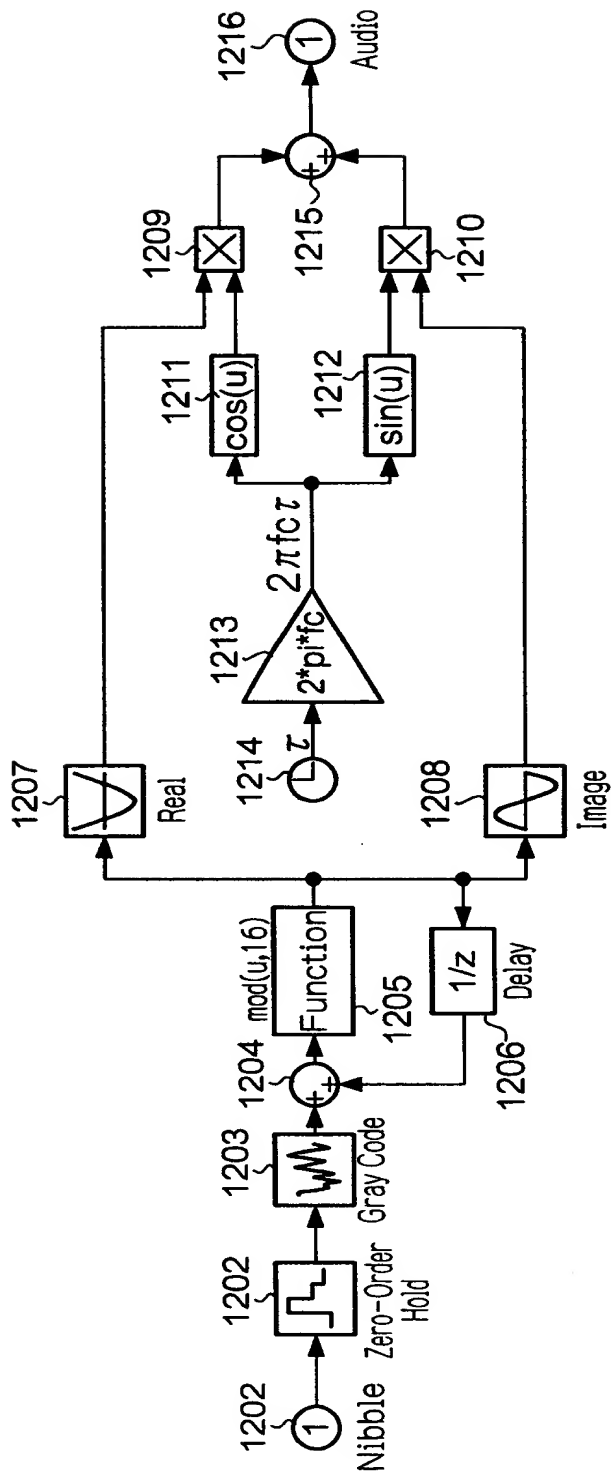 1202
1
Nibble
1202
Zero-Order
Hold
1203
Gray Code
1204
+
+
mod(u,16)
Function
1205
1/z
1206
Delay
1207
Real
1208
Image
1214
τ
1213
2*pi*fc
2πfcτ
1211
cos(u)
1212
sin(u)
1209
1210
+
+
1215
1216
1
Audio